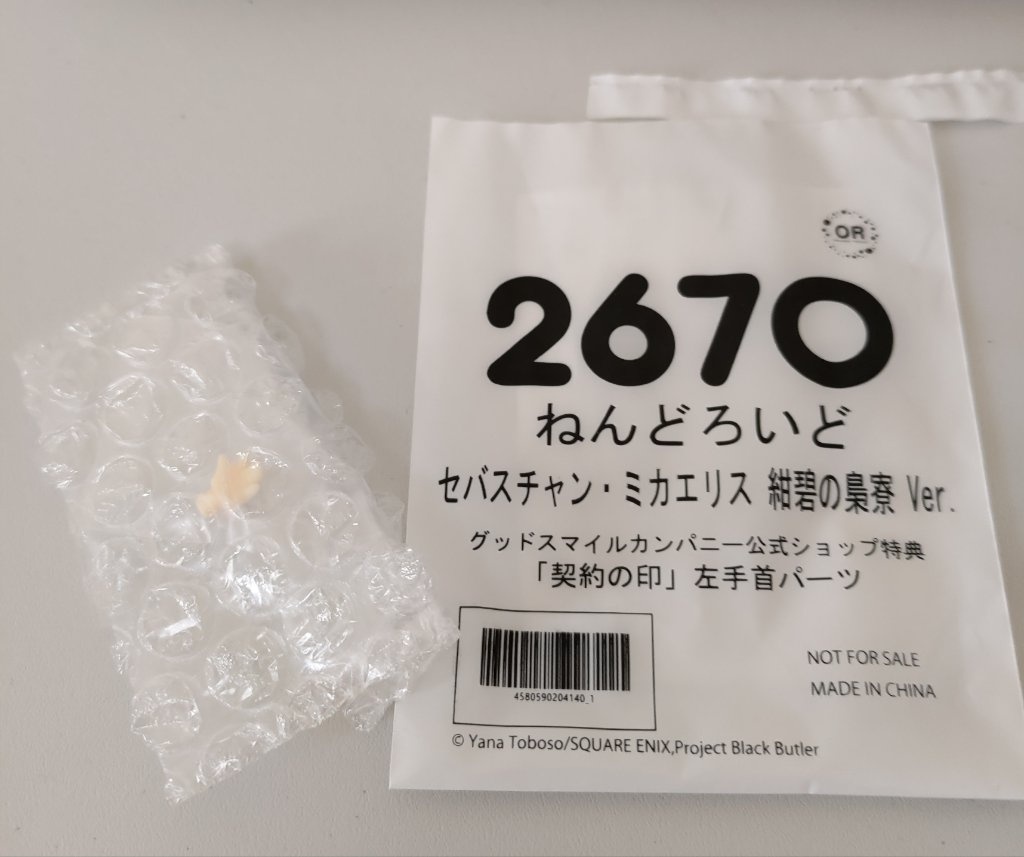 OR
2670
ねんどろいど
セバスチャン・ミカエリス 紺碧の梟寮 Ver.
グッドスマイルカンパニー公式ショップ特典
「契約の印」左手首パーツ
4580590204140_1
NOT FOR SALE
MADE IN CHINA
© Yana Toboso/SQUARE ENIX,Project Black Butler